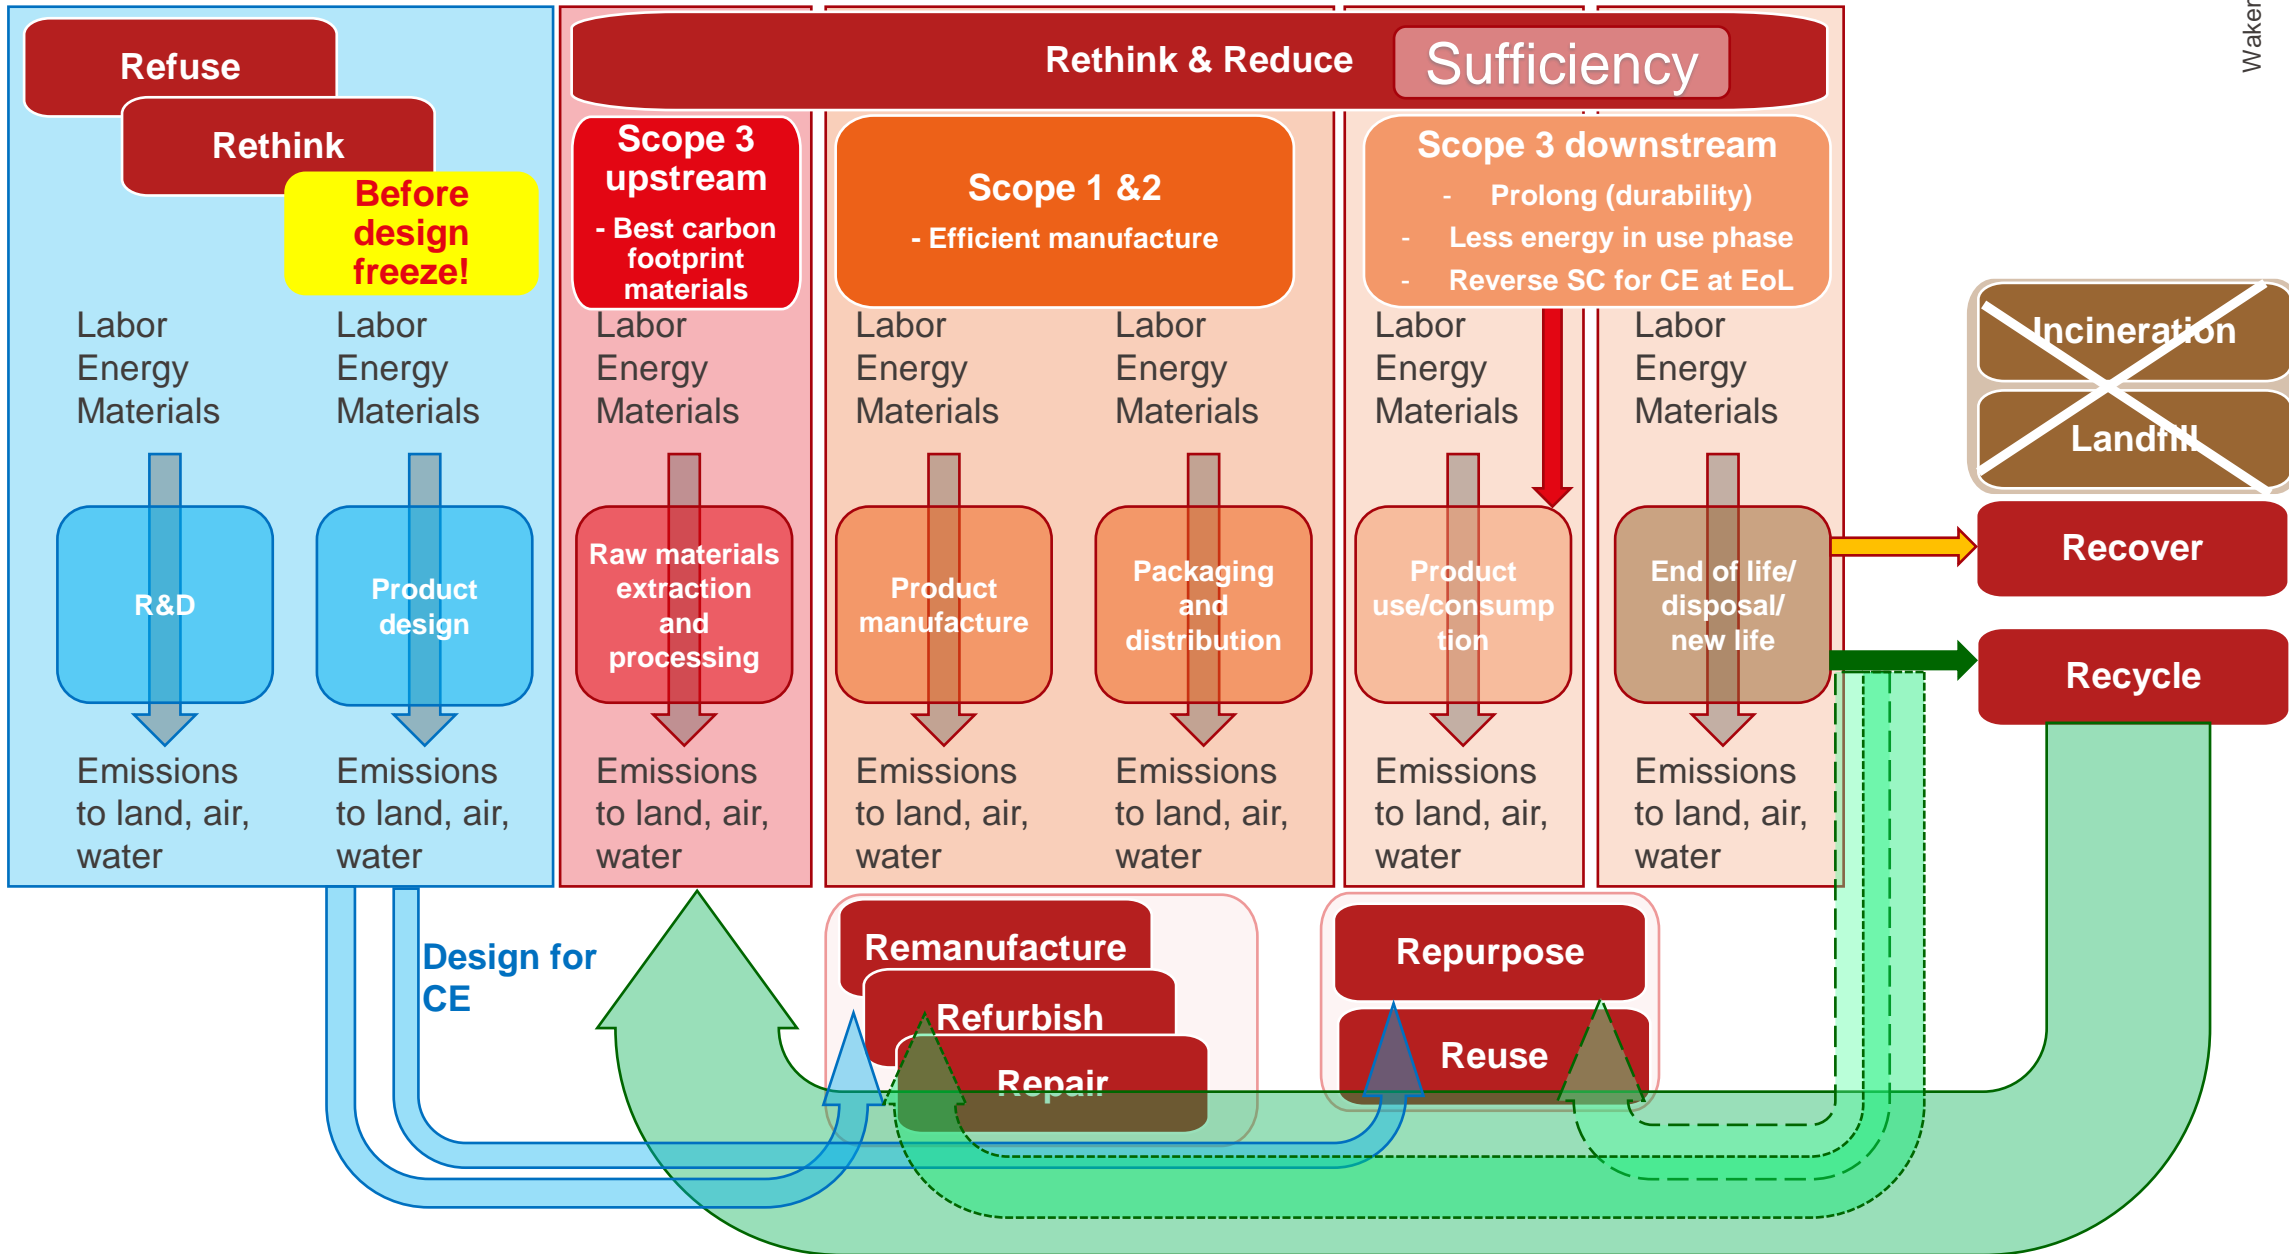 Refuse
Rethink
Before
design
freeze!
Rethink & Reduce
Sufficiency
Scope 3
upstream
- Best carbon
footprint
materials
Scope 1 &2
- Efficient manufacture
Scope 3 downstream
- Prolong (durability)
- Less energy in use phase
- Reverse SC for CE at EoL
Labor
Energy
Materials
Labor
Energy
Materials
Labor
Energy
Materials
Labor
Energy
Materials
Labor
Energy
Materials
Labor
Energy
Materials
Labor
Energy
Materials
Incineration
Landfill
R&D
Product
design
Raw materials
extraction
and
processing
Product
manufacture
Packaging
and
distribution
Product
use/consump
tion
End of life/
disposal/
new life
Recover
Recycle
Emissions
to land, air,
water
Emissions
to land, air,
water
Emissions
to land, air,
water
Emissions
to land, air,
water
Emissions
to land, air,
water
Emissions
to land, air,
water
Emissions
to land, air,
water
Design for
CE
Remanufacture
Refurbish
Repair
Repurpose
Reuse